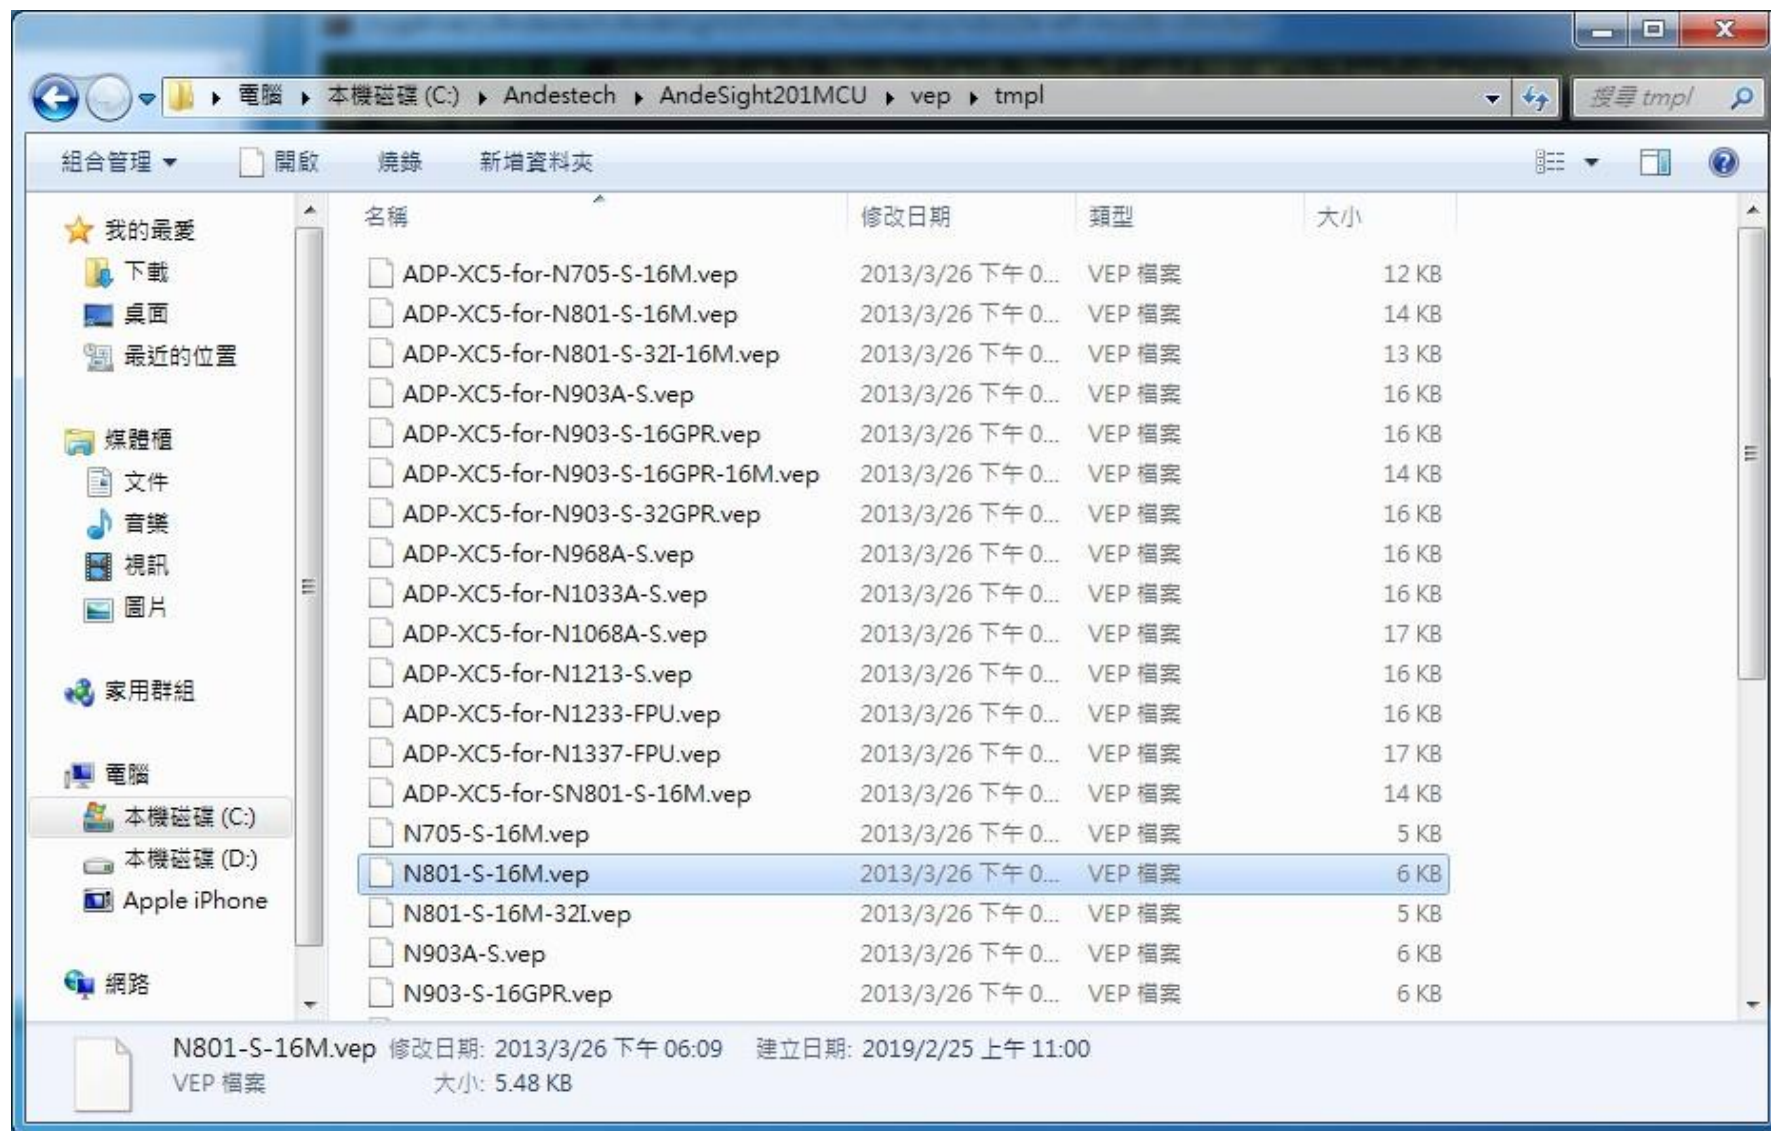 電腦 本機磁碟 (C:) Andestech AndeSight201MCU vep tmpl 搜尋 tmpl
組合管理 開啟 燒錄 新增資料夾
我的最愛
下載
桌面
最近的位置
媒體櫃
文件
音樂
視訊
圖片
家用群組
電腦
本機磁碟 (C:)
本機磁碟 (D:)
Apple iPhone
網路
名稱 修改日期 類型 大小
ADP-XC5-for-N705-S-16M.vep 2013/3/26 下午 0... VEP 檔案 12 KB
ADP-XC5-for-N801-S-16M.vep 2013/3/26 下午 0... VEP 檔案 14 KB
ADP-XC5-for-N801-S-32I-16M.vep 2013/3/26 下午 0... VEP 檔案 13 KB
ADP-XC5-for-N903A-S.vep 2013/3/26 下午 0... VEP 檔案 16 KB
ADP-XC5-for-N903-S-16GPR.vep 2013/3/26 下午 0... VEP 檔案 16 KB
ADP-XC5-for-N903-S-16GPR-16M.vep 2013/3/26 下午 0... VEP 檔案 14 KB
ADP-XC5-for-N903-S-32GPR.vep 2013/3/26 下午 0... VEP 檔案 16 KB
ADP-XC5-for-N968A-S.vep 2013/3/26 下午 0... VEP 檔案 16 KB
ADP-XC5-for-N1033A-S.vep 2013/3/26 下午 0... VEP 檔案 16 KB
ADP-XC5-for-N1068A-S.vep 2013/3/26 下午 0... VEP 檔案 17 KB
ADP-XC5-for-N1213-S.vep 2013/3/26 下午 0... VEP 檔案 16 KB
ADP-XC5-for-N1233-FPU.vep 2013/3/26 下午 0... VEP 檔案 16 KB
ADP-XC5-for-N1337-FPU.vep 2013/3/26 下午 0... VEP 檔案 17 KB
ADP-XC5-for-SN801-S-16M.vep 2013/3/26 下午 0... VEP 檔案 14 KB
N705-S-16M.vep 2013/3/26 下午 0... VEP 檔案 5 KB
N801-S-16M.vep 2013/3/26 下午 0... VEP 檔案 6 KB
N801-S-16M-32I.vep 2013/3/26 下午 0... VEP 檔案 5 KB
N903A-S.vep 2013/3/26 下午 0... VEP 檔案 6 KB
N903-S-16GPR.vep 2013/3/26 下午 0... VEP 檔案 6 KB
N801-S-16M.vep 修改日期: 2013/3/26 下午 06:09 建立日期: 2019/2/25 上午 11:00
VEP 檔案 大小: 5.48 KB